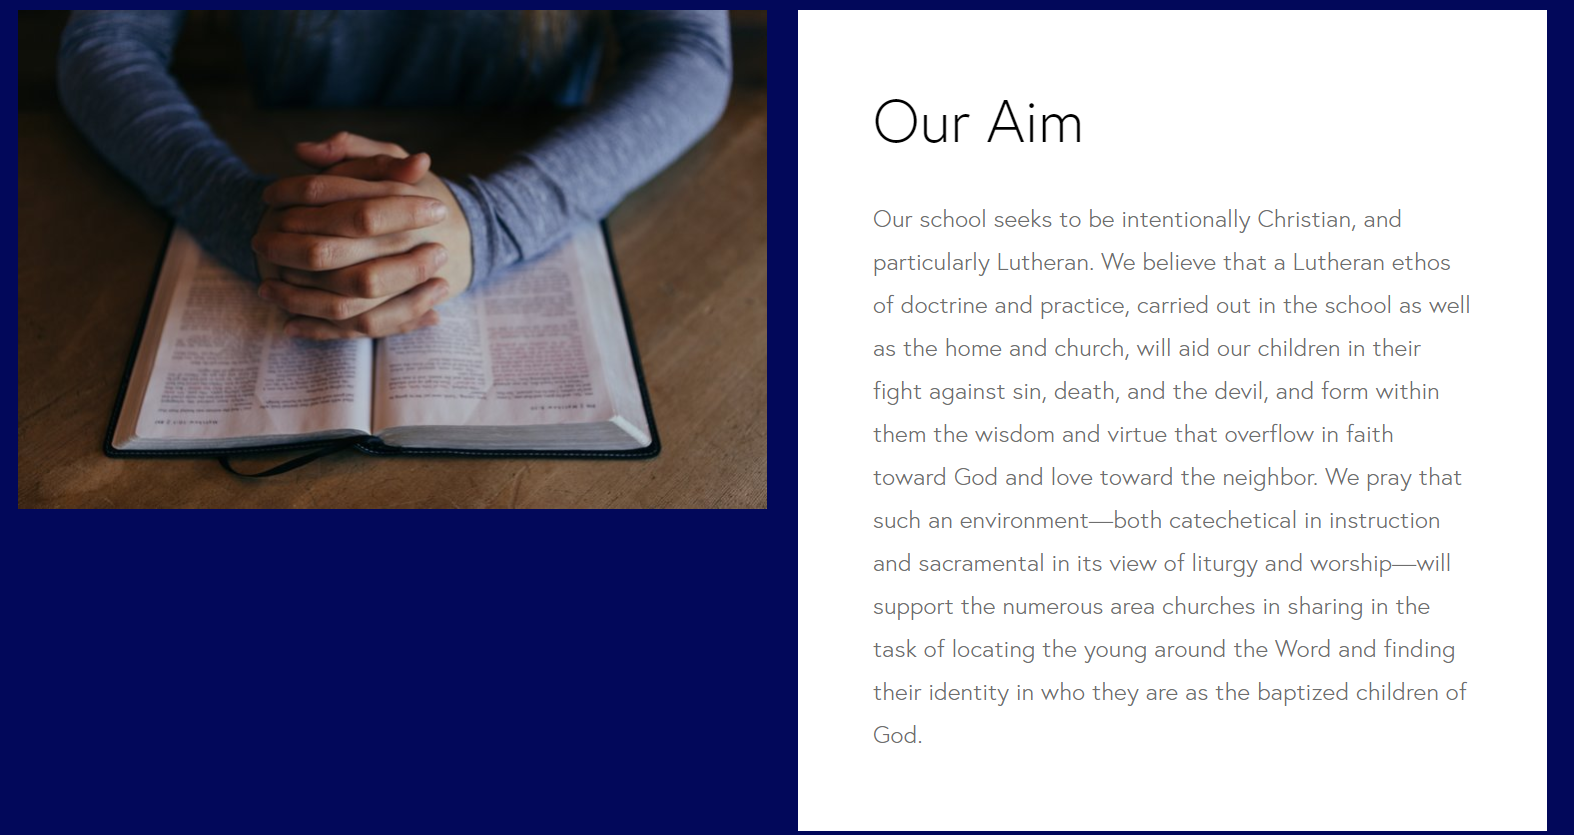 Our Aim
Our school seeks to be intentionally Christian, and
particularly Lutheran. We believe that a Lutheran ethos
of doctrine and practice, carried out in the school as well
as the home and church, will aid our children in their
fight against sin, death, and the devil, and form within
them the wisdom and virtue that overflow in faith
toward God and love toward the neighbor. We pray that
such an environment—both catechetical in instruction
and sacramental in its view of liturgy and worship—will
support the numerous area churches in sharing in the
task of locating the young around the Word and finding
their identity in who they are as the baptized children of
God.